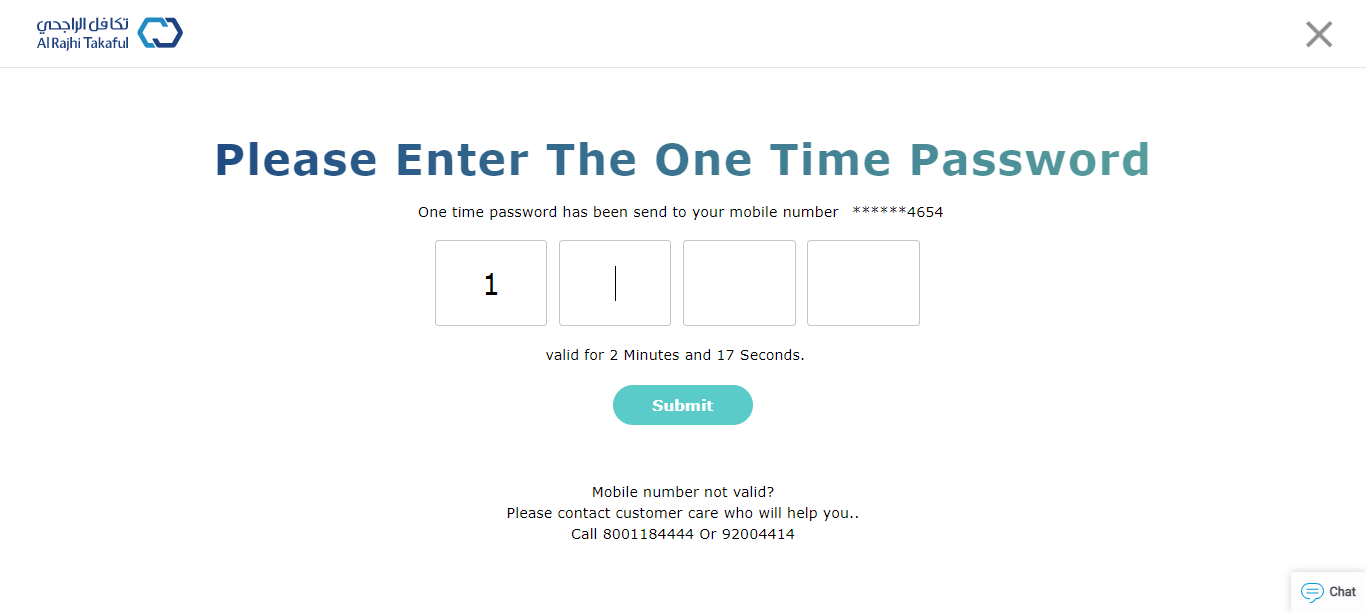 تكافل الراجحي
Al Rajhi Takaful
Please Enter The One Time Password
One time password has been send to your mobile number ******4654
1
valid for 2 Minutes and 17 Seconds.
Submit
Mobile number not valid?
Please contact customer care who will help you..
Call 8001184444 Or 92004414
Chat